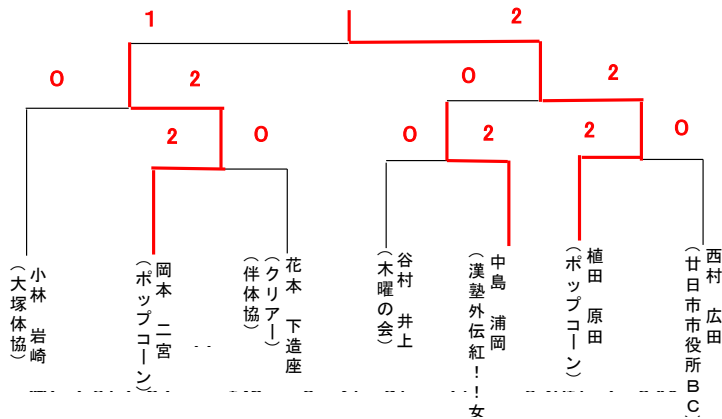 1
2
0
2
0
2
2
0
0
2
2
0
小林 岩崎
(大塚体協)
岡本 二宮
(ポップコーン)
花本 下造座
(クリアー)
(伴体協)
谷村 井上
(木曜の会)
中島 浦岡
(漢塾外伝紅!!女
植田 原田
(ポップコーン)
西村 広田
(廿日市市役所BC)